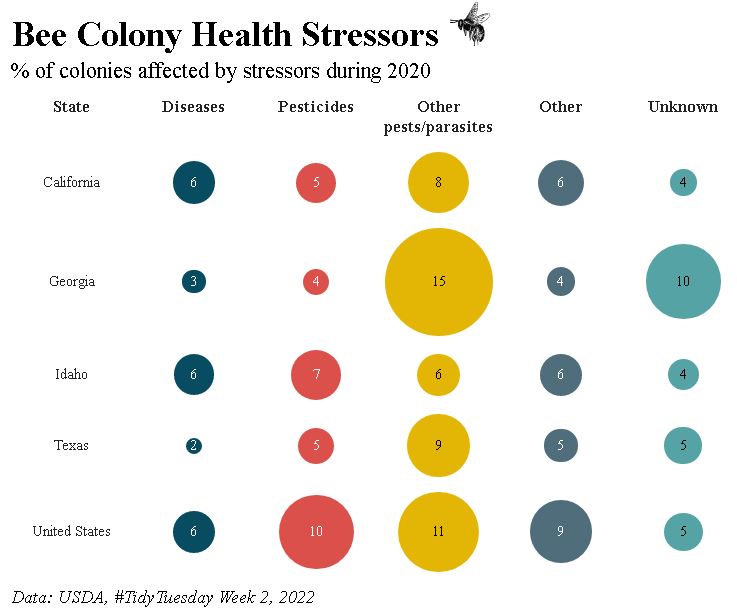 Bee Colony Health Stressors
% of colonies affected by stressors during 2020
State Diseases Pesticides Other Other Unknown
pests/parasites
California 6 5 8 6 4
Georgia 3 4 15 4 10
Idaho 6 7 6 6 4
Texas 2 5 9 5 5
United States 6 10 11 9 5
Data: USDA, #TidyTuesday Week 2, 2022